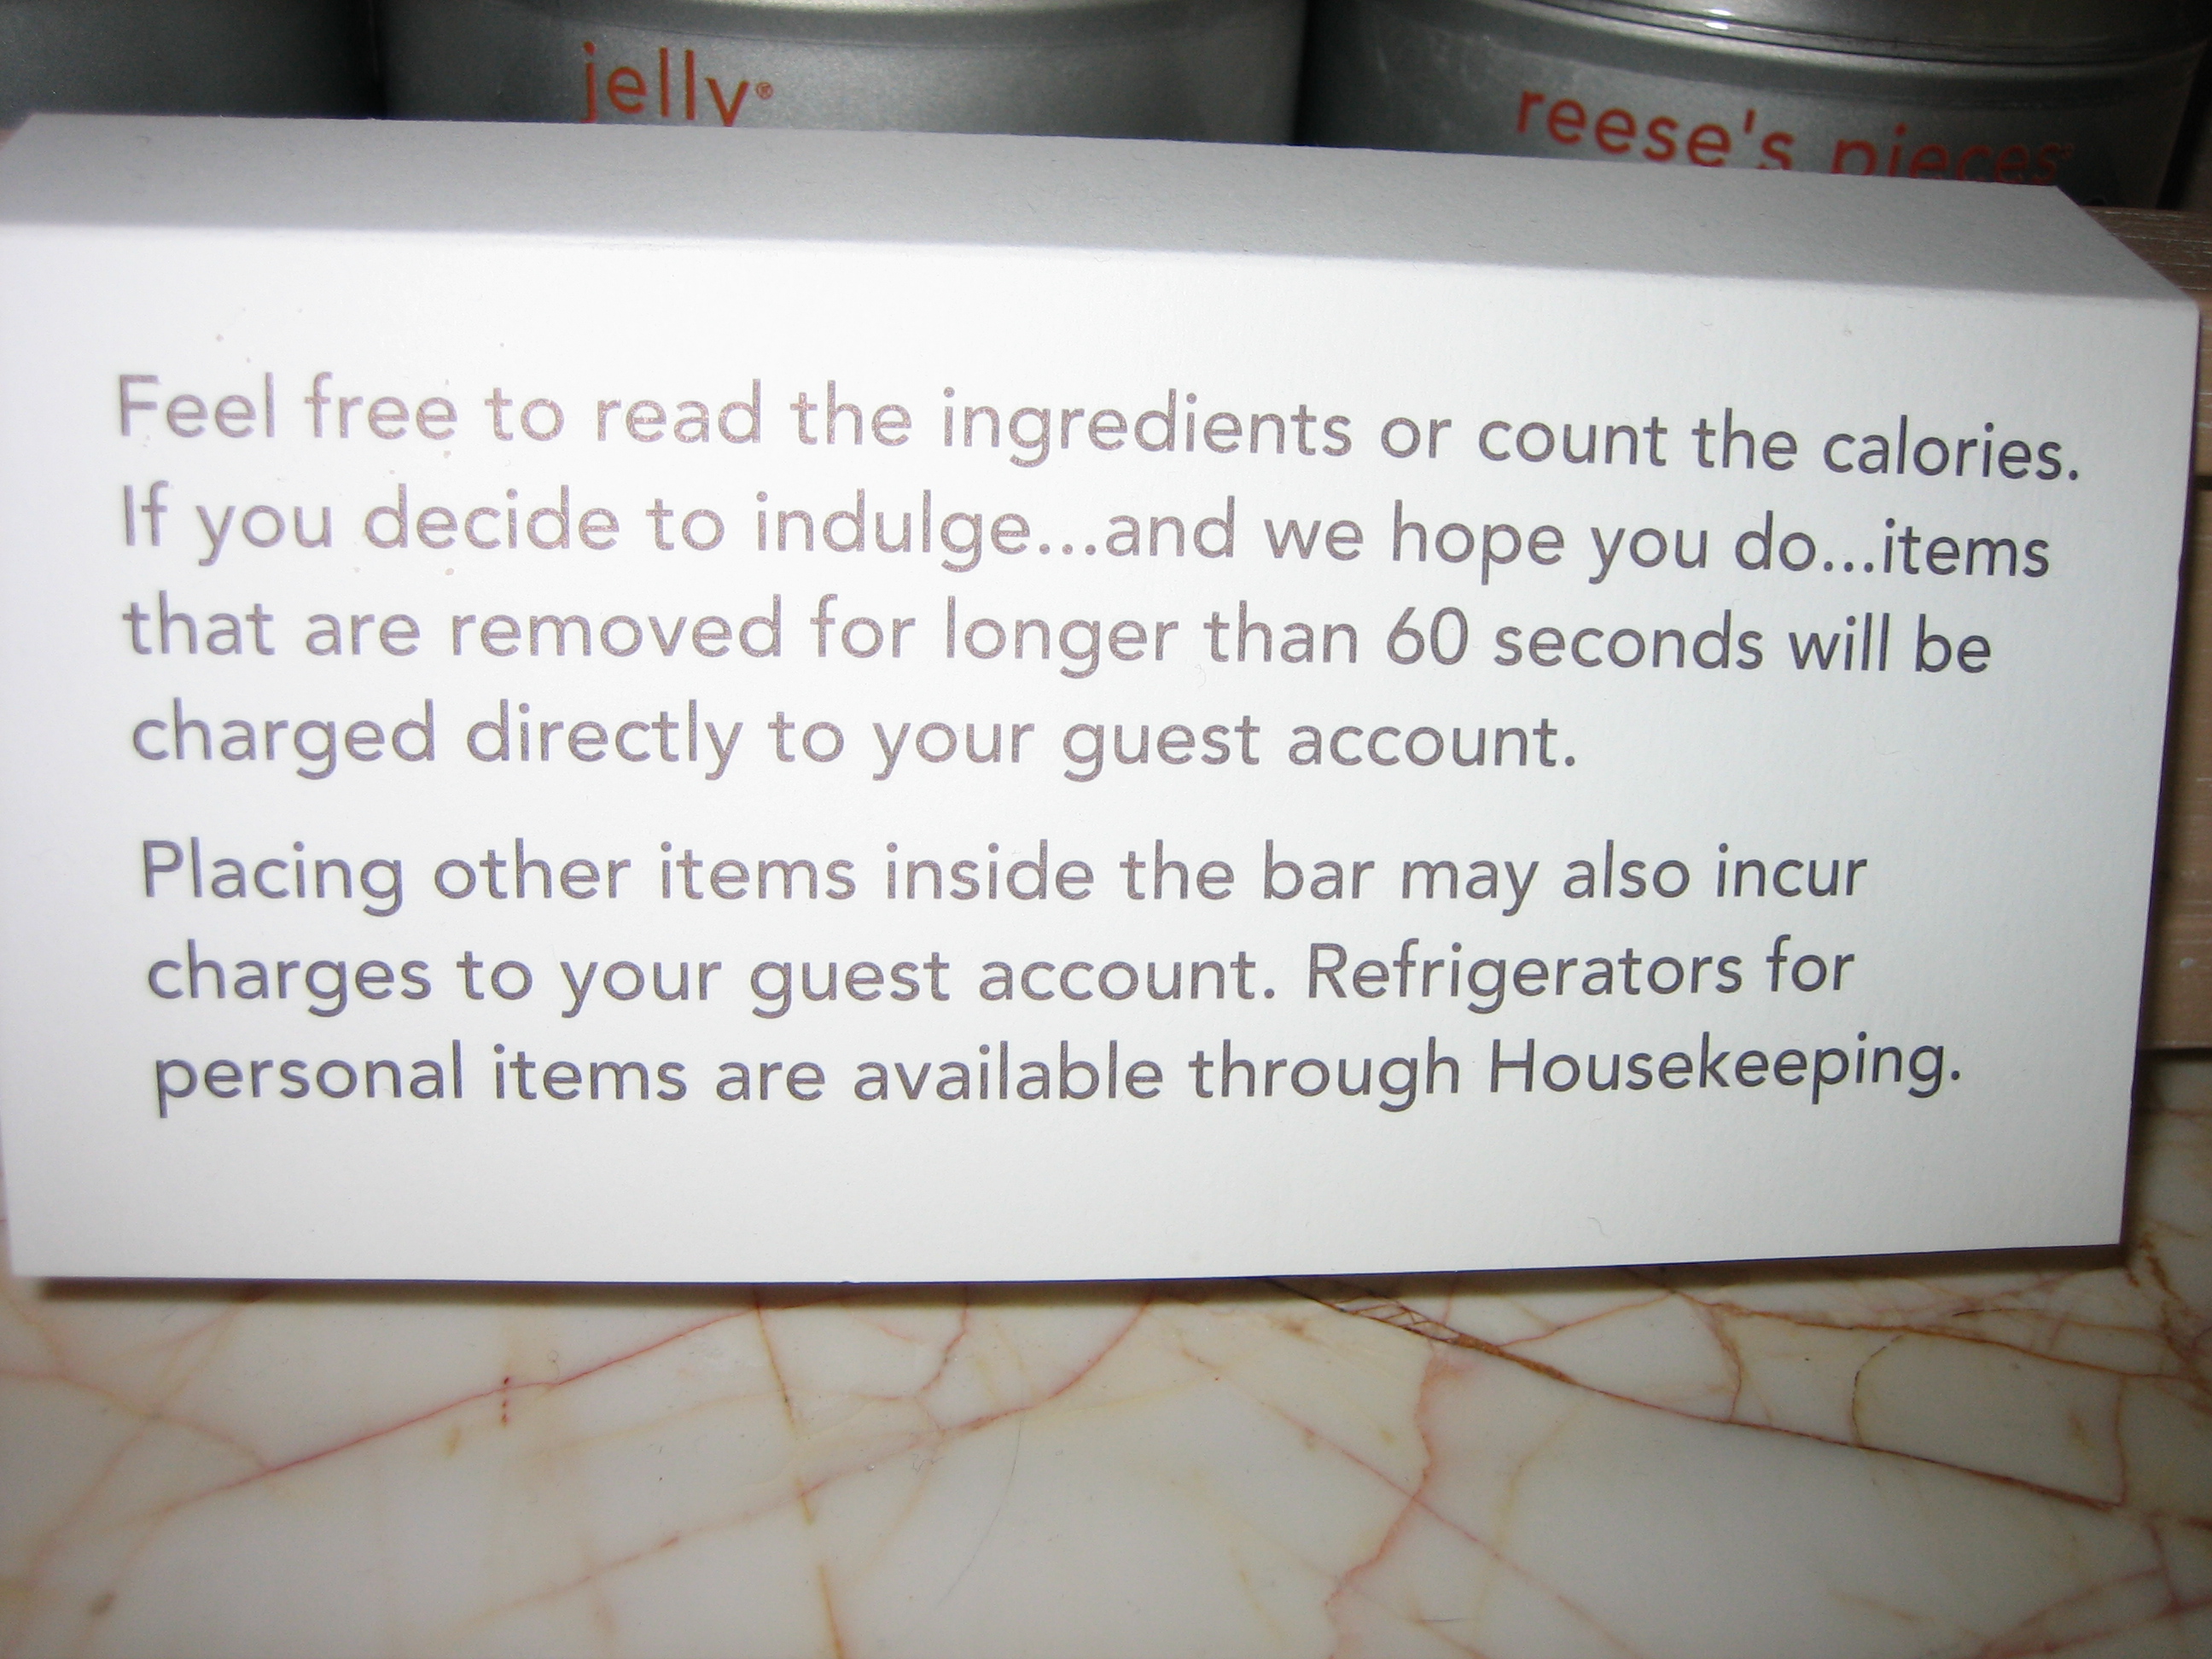 jelly®
reese's pieces
Feel free to read the ingredients or count the calories.
If you decide to indulge...and we hope you do...items
that are removed for longer than 60 seconds will be
charged directly to your guest account.
Placing other items inside the bar may also incur
charges to your guest account. Refrigerators for
personal items are available through Housekeeping.